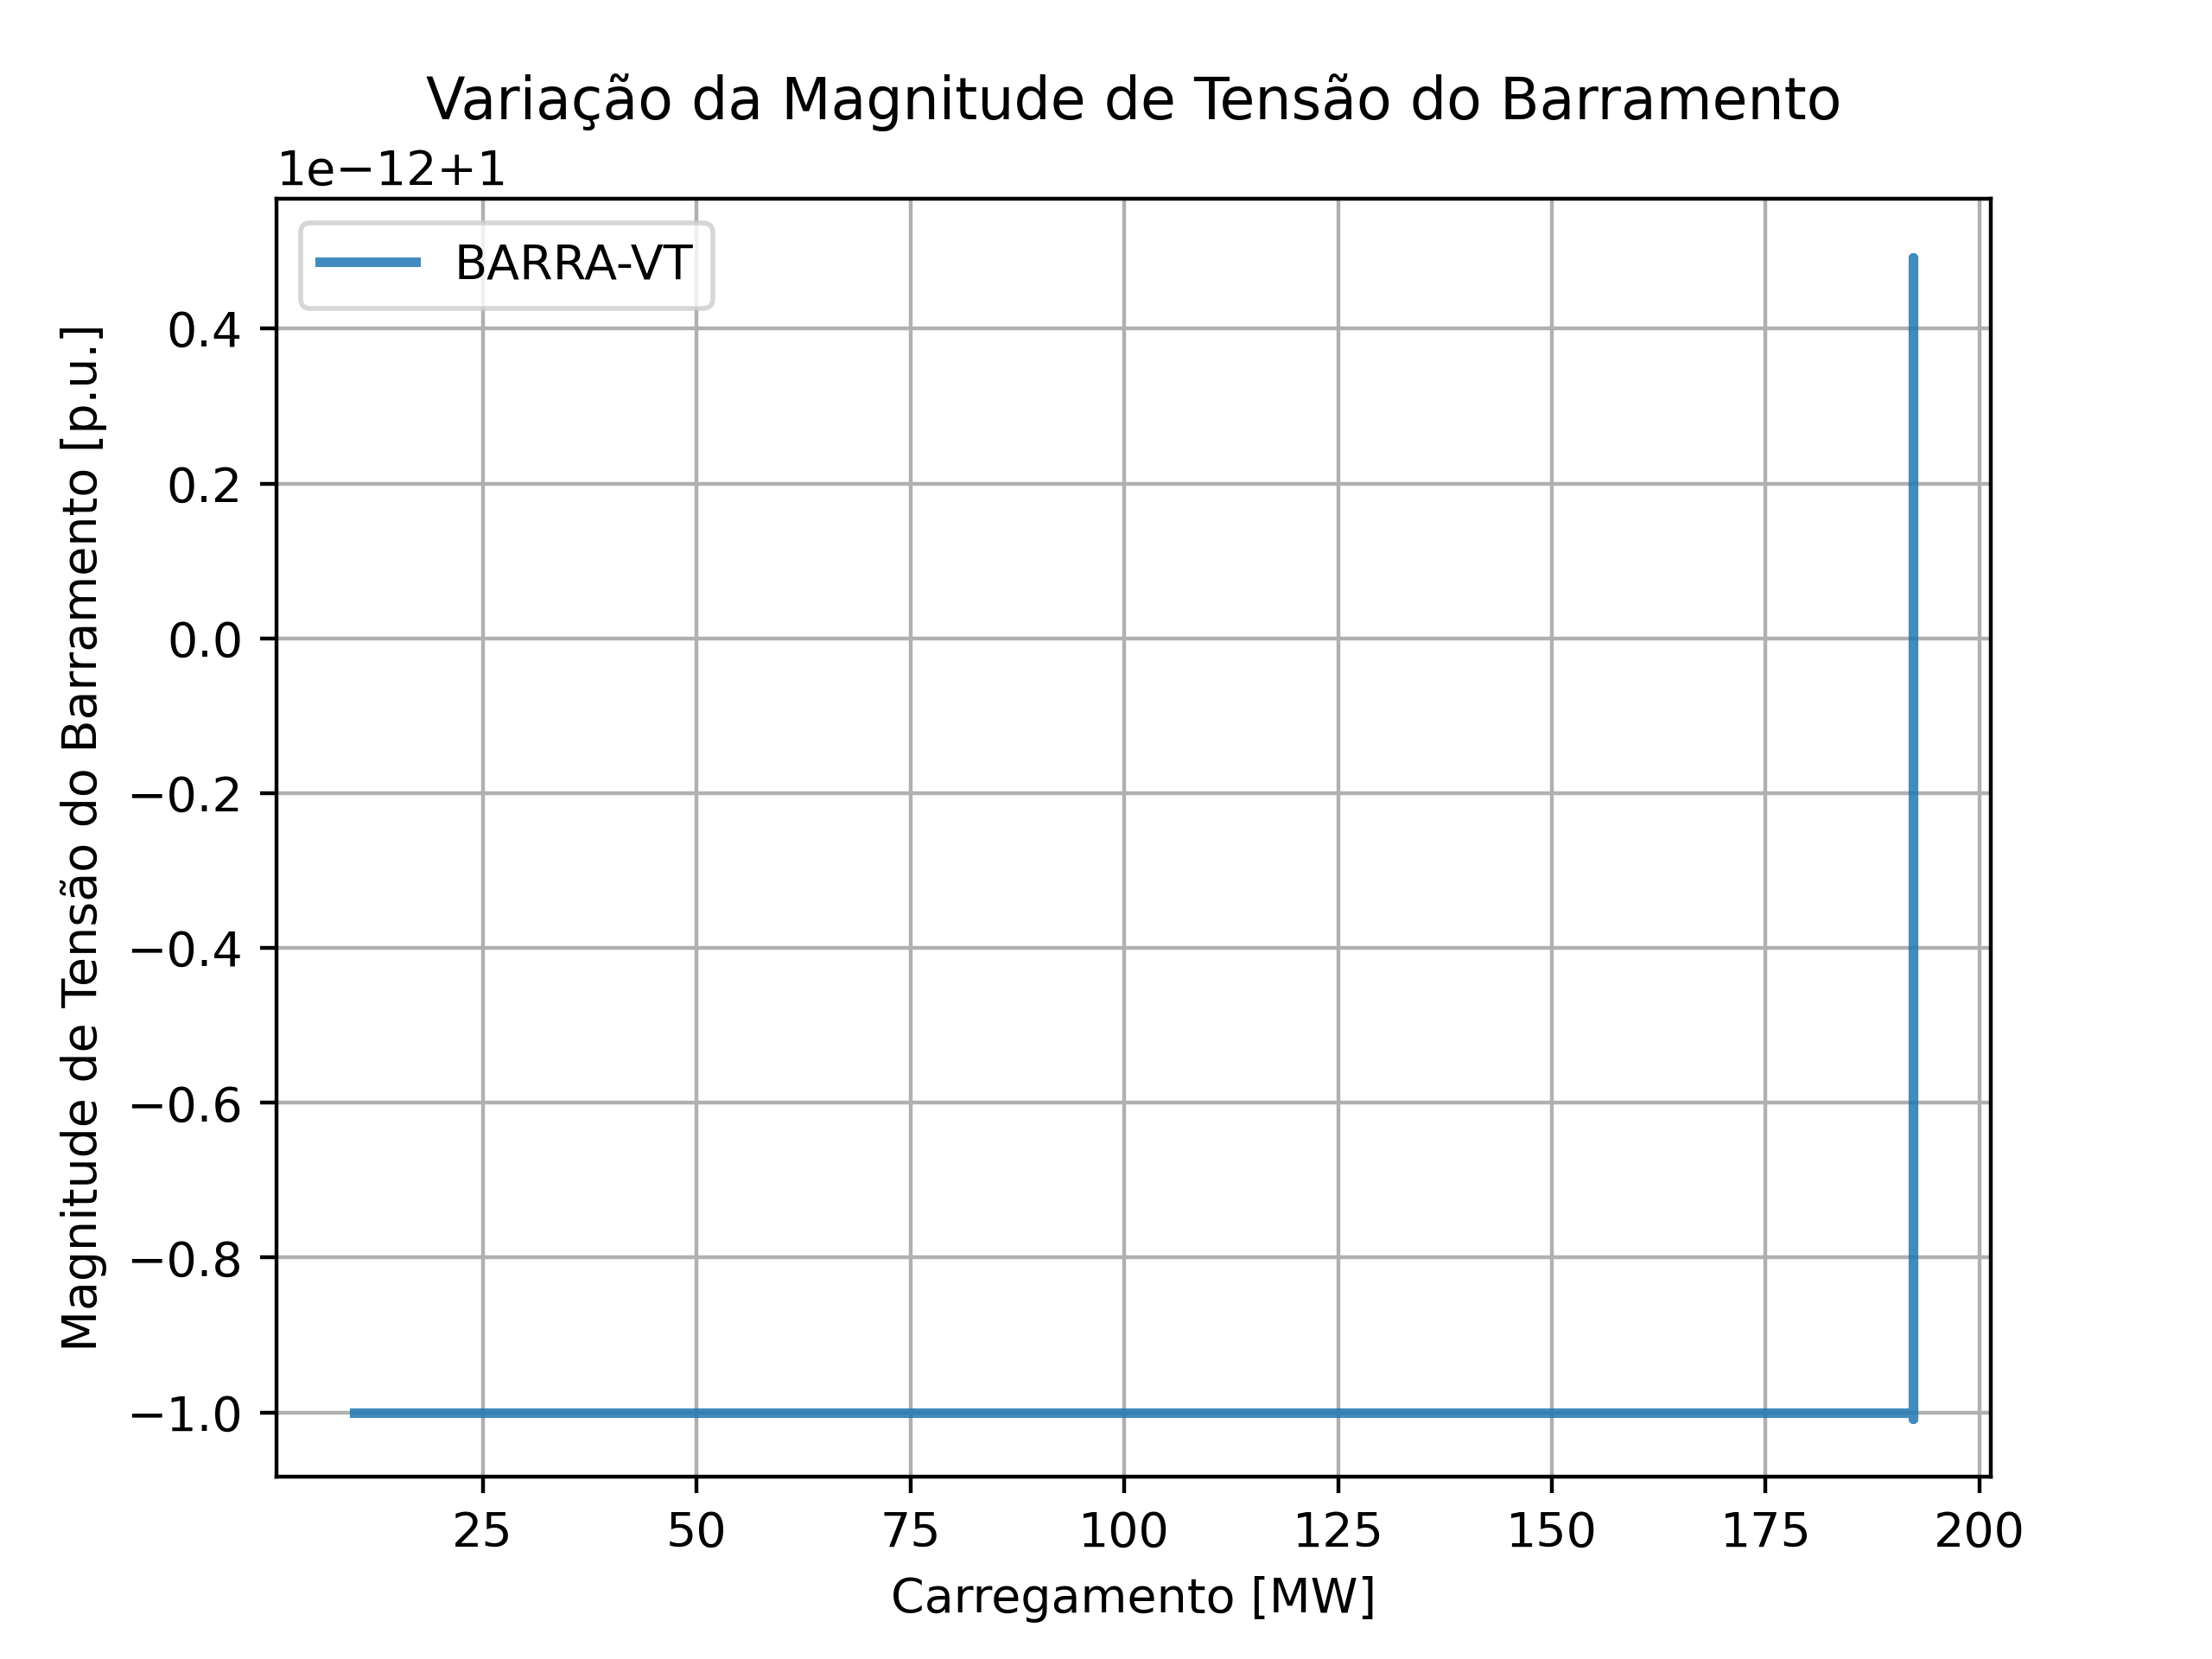 Variação da Magnitude de Tensão do Barramento
1e−12+1
BARRA-VT
Magnitude de Tensão do Barramento [p.u.]
0.4
0.2
0.0
−0.2
−0.4
−0.6
−0.8
−1.0
25 50 75 100 125 150 175 200
Carregamento [MW]